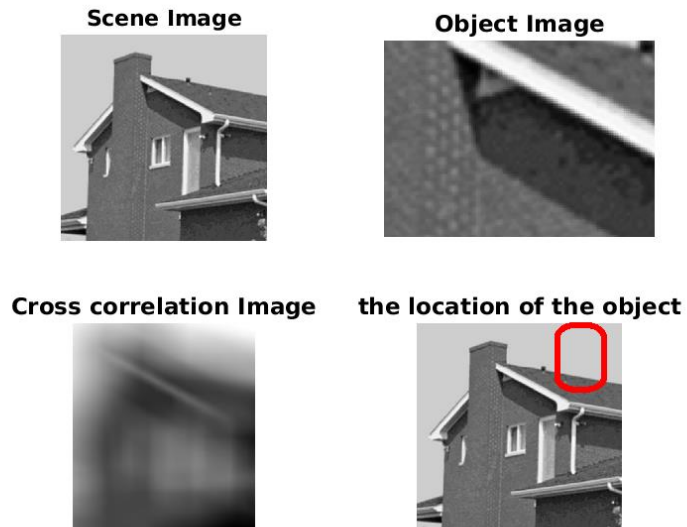 Scene Image
Object Image
Cross correlation Image
the location of the object